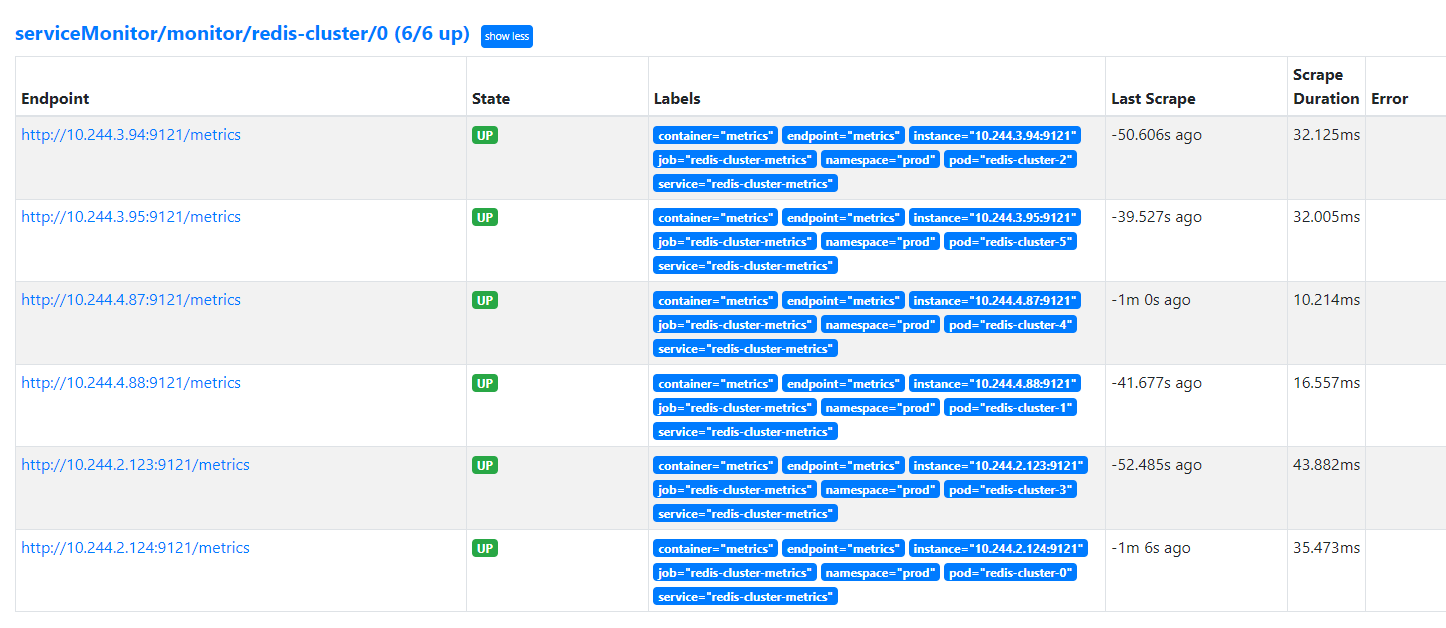 serviceMonitor/monitor/redis-cluster/0 (6/6 up) show less
Endpoint State Labels Last Scrape Scrape Duration Error
http://10.244.3.94:9121/metrics UP container="metrics" endpoint="metrics" instance="10.244.3.94:9121" -50.606s ago 32.125ms
job="redis-cluster-metrics" namespace="prod" pod="redis-cluster-2"
service="redis-cluster-metrics"
http://10.244.3.95:9121/metrics UP container="metrics" endpoint="metrics" instance="10.244.3.95:9121" -39.527s ago 32.005ms
job="redis-cluster-metrics" namespace="prod" pod="redis-cluster-5"
service="redis-cluster-metrics"
http://10.244.4.87:9121/metrics UP container="metrics" endpoint="metrics" instance="10.244.4.87:9121" -1m 0s ago 10.214ms
job="redis-cluster-metrics" namespace="prod" pod="redis-cluster-4"
service="redis-cluster-metrics"
http://10.244.4.88:9121/metrics UP container="metrics" endpoint="metrics" instance="10.244.4.88:9121" -41.677s ago 16.557ms
job="redis-cluster-metrics" namespace="prod" pod="redis-cluster-1"
service="redis-cluster-metrics"
http://10.244.2.123:9121/metrics UP container="metrics" endpoint="metrics" instance="10.244.2.123:9121" -52.485s ago 43.882ms
job="redis-cluster-metrics" namespace="prod" pod="redis-cluster-3"
service="redis-cluster-metrics"
http://10.244.2.124:9121/metrics UP container="metrics" endpoint="metrics" instance="10.244.2.124:9121" -1m 6s ago 35.473ms
job="redis-cluster-metrics" namespace="prod" pod="redis-cluster-0"
service="redis-cluster-metrics"